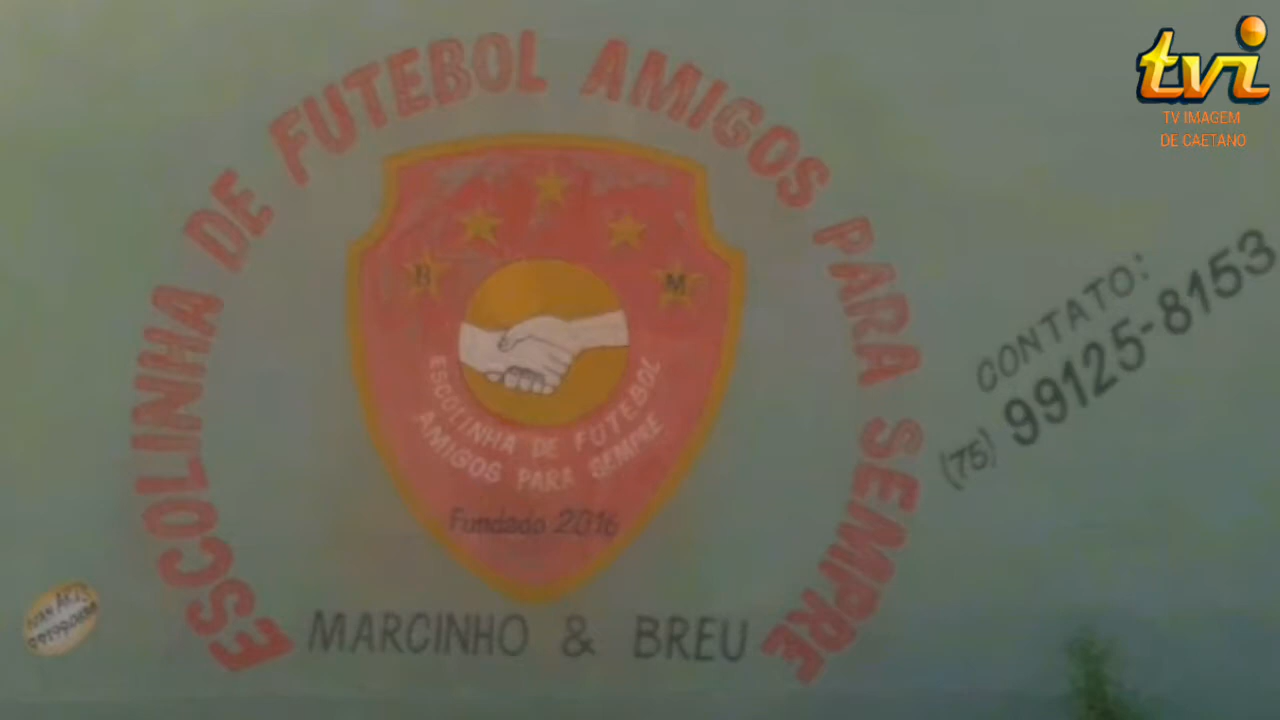 tvi
TV IMAGEM
DE CAETANO
ESCOLINHA DE FUTEBOL AMIGOS PARA SEMPRE
B
M
ESCOLINHA DE FUTEBOL
AMIGOS PARA SEMPRE
Fundado 2016
MARCINHO & BREU
CONTATO:
(75) 99125-8153